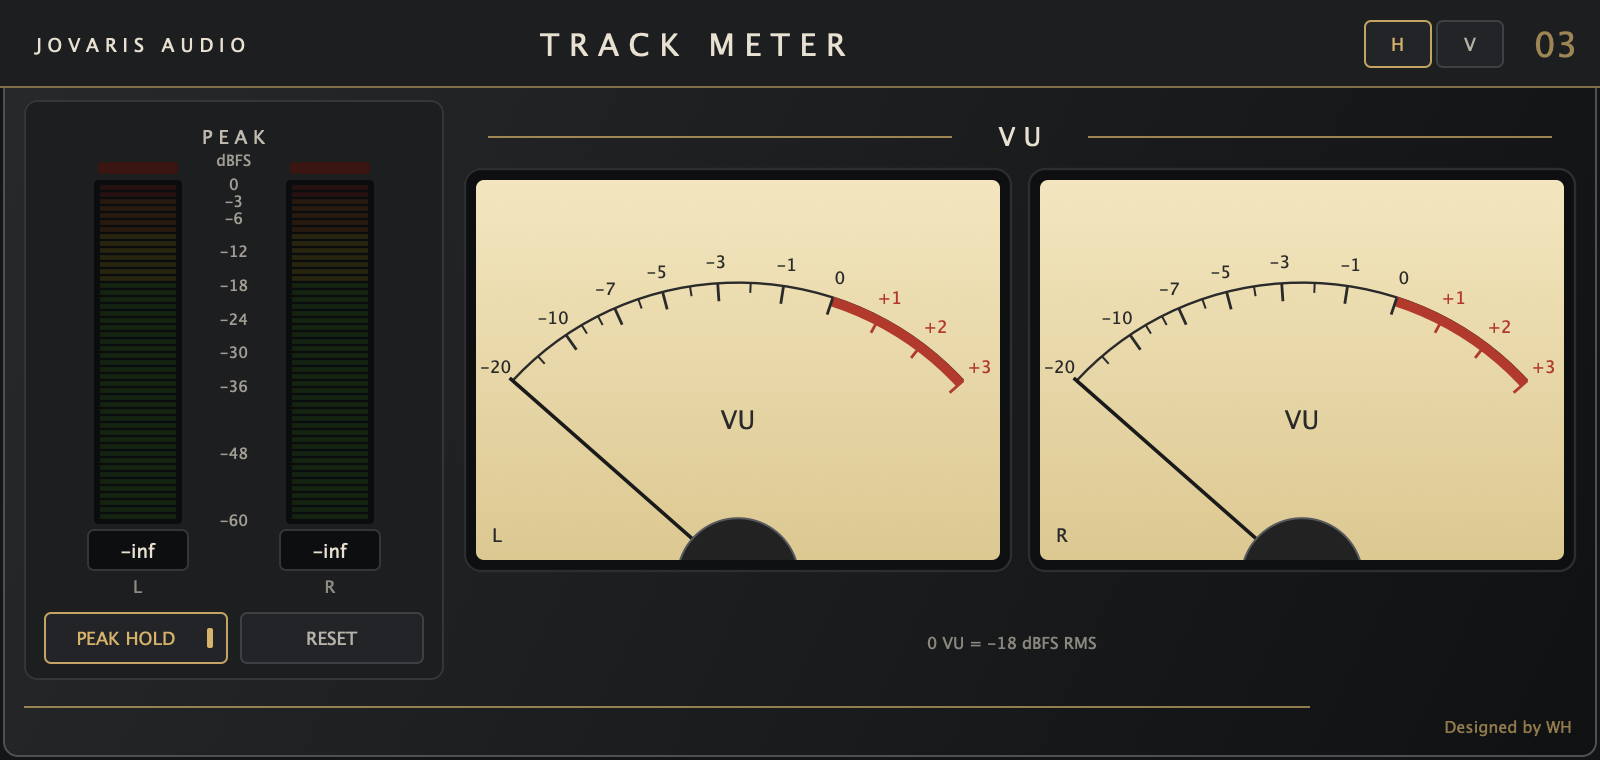 JOVARIS AUDIO
TRACK METER
H
V
03
PEAK
dBFS
0
–3
–6
–12
–18
–24
–30
–36
–48
–60
–inf
–inf
L
R
PEAK HOLD
RESET
VU
–20
–10
–7
–5
–3
–1
0
+1
+2
+3
VU
L
–20
–10
–7
–5
–3
–1
0
+1
+2
+3
VU
R
0 VU = –18 dBFS RMS
Designed by WH